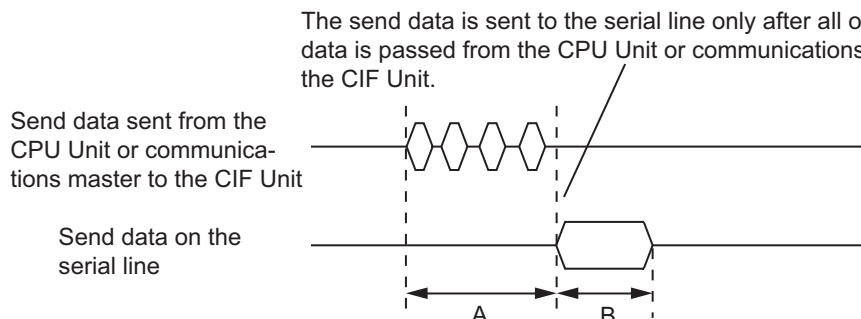 The send data is sent to the serial line only after all o
data is passed from the CPU Unit or communications
the CIF Unit.
Send data sent from the
CPU Unit or communica-
tions master to the CIF Unit
Send data on the
serial line
A
B